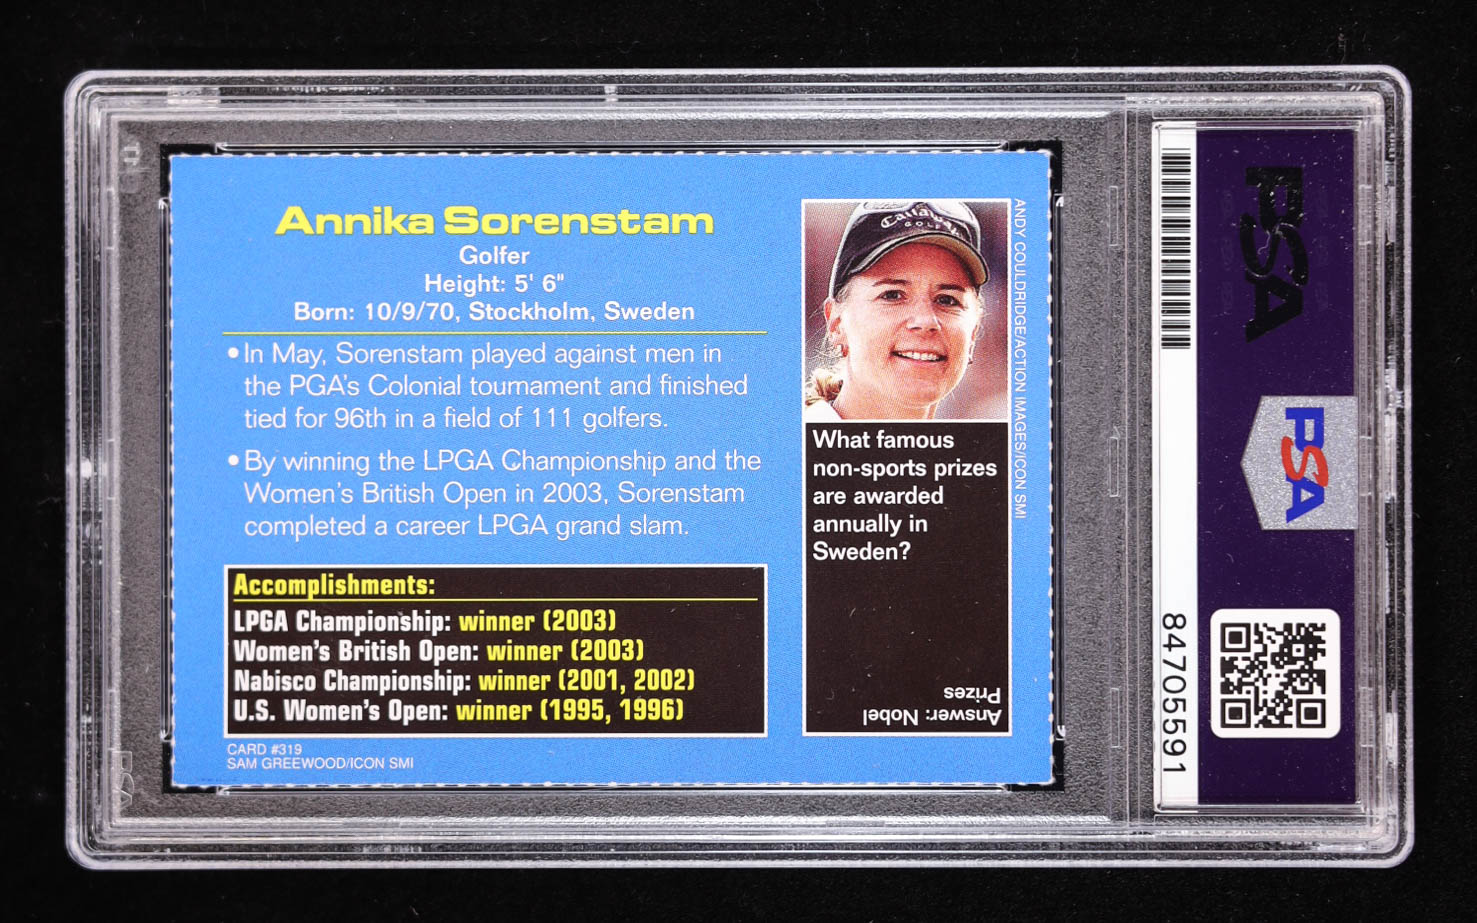 Annika Sorenstam
Golfer
Height: 5' 6"
Born: 10/9/70, Stockholm, Sweden
•In May, Sorenstam played against men in
the PGA's Colonial tournament and finished
tied for 96th in a field of 111 golfers.
•By winning the LPGA Championship and the
Women's British Open in 2003, Sorenstam
completed a career LPGA grand slam.
Accomplishments:
LPGA Championship: winner (2003)
Women's British Open: winner (2003)
Nabisco Championship: winner (2001, 2002)
U.S. Women's Open: winner (1995, 1996)
CARD #319
SAM GREEWOOD/ICON SMI
Callaway
GOLF
What famous
non-sports prizes
are awarded
annually in
Sweden?
Answer: Nobel
Prizes
ANDY COULDRIDGE/ACTION IMAGES/ICON SMI
84705591
PSA
PSA
PSA